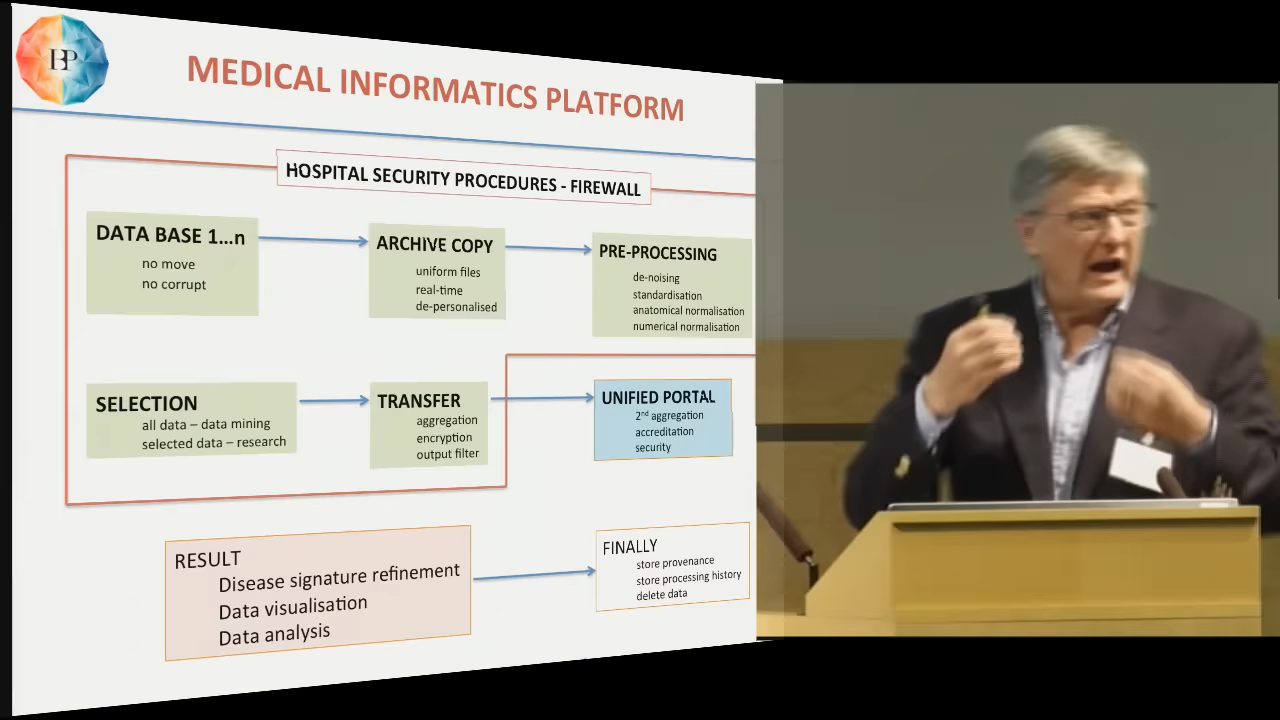 HBP
MEDICAL INFORMATICS PLATFORM
HOSPITAL SECURITY PROCEDURES - FIREWALL
DATA BASE 1...n
no move
no corrupt
ARCHIVE COPY
uniform files
real-time
de-personalised
PRE-PROCESSING
de-noising
standardisation
anatomical normalisation
numerical normalisation
SELECTION
all data – data mining
selected data – research
TRANSFER
aggregation
encryption
output filter
UNIFIED PORTAL
2nd aggregation
accreditation
security
RESULT
Disease signature refinement
Data visualisation
Data analysis
FINALLY
store provenance
store processing history
delete data